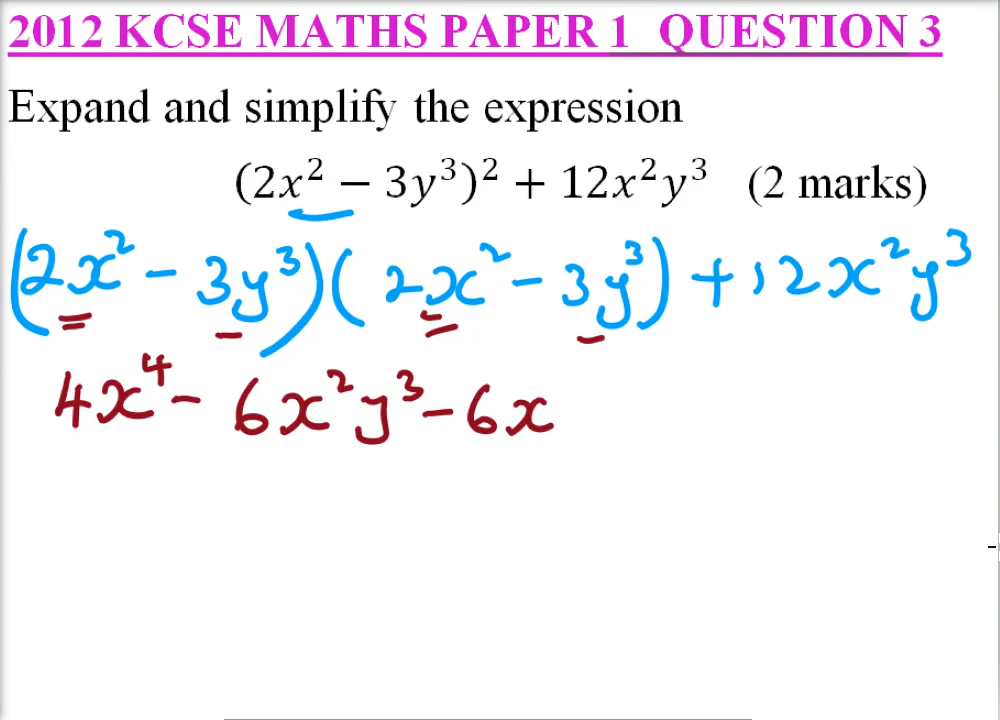 2012 KCSE MATHS PAPER 1 QUESTION 3
Expand and simplify the expression
(2x² − 3y³)² + 12x²y³ (2 marks)
(2x² − 3y³)(2x² − 3y³) + 12x²y³
4x⁴ − 6x²y³ − 6x